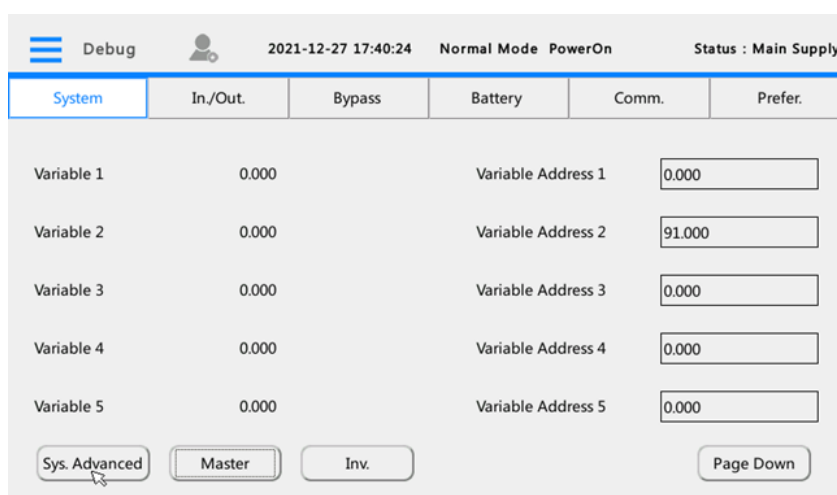 Debug 2021-12-27 17:40:24 Normal Mode PowerOn Status : Main Supply
System In./Out. Bypass Battery Comm. Prefer.
Variable 1 0.000 Variable Address 1 0.000
Variable 2 0.000 Variable Address 2 91.000
Variable 3 0.000 Variable Address 3 0.000
Variable 4 0.000 Variable Address 4 0.000
Variable 5 0.000 Variable Address 5 0.000
Sys. Advanced Master Inv. Page Down